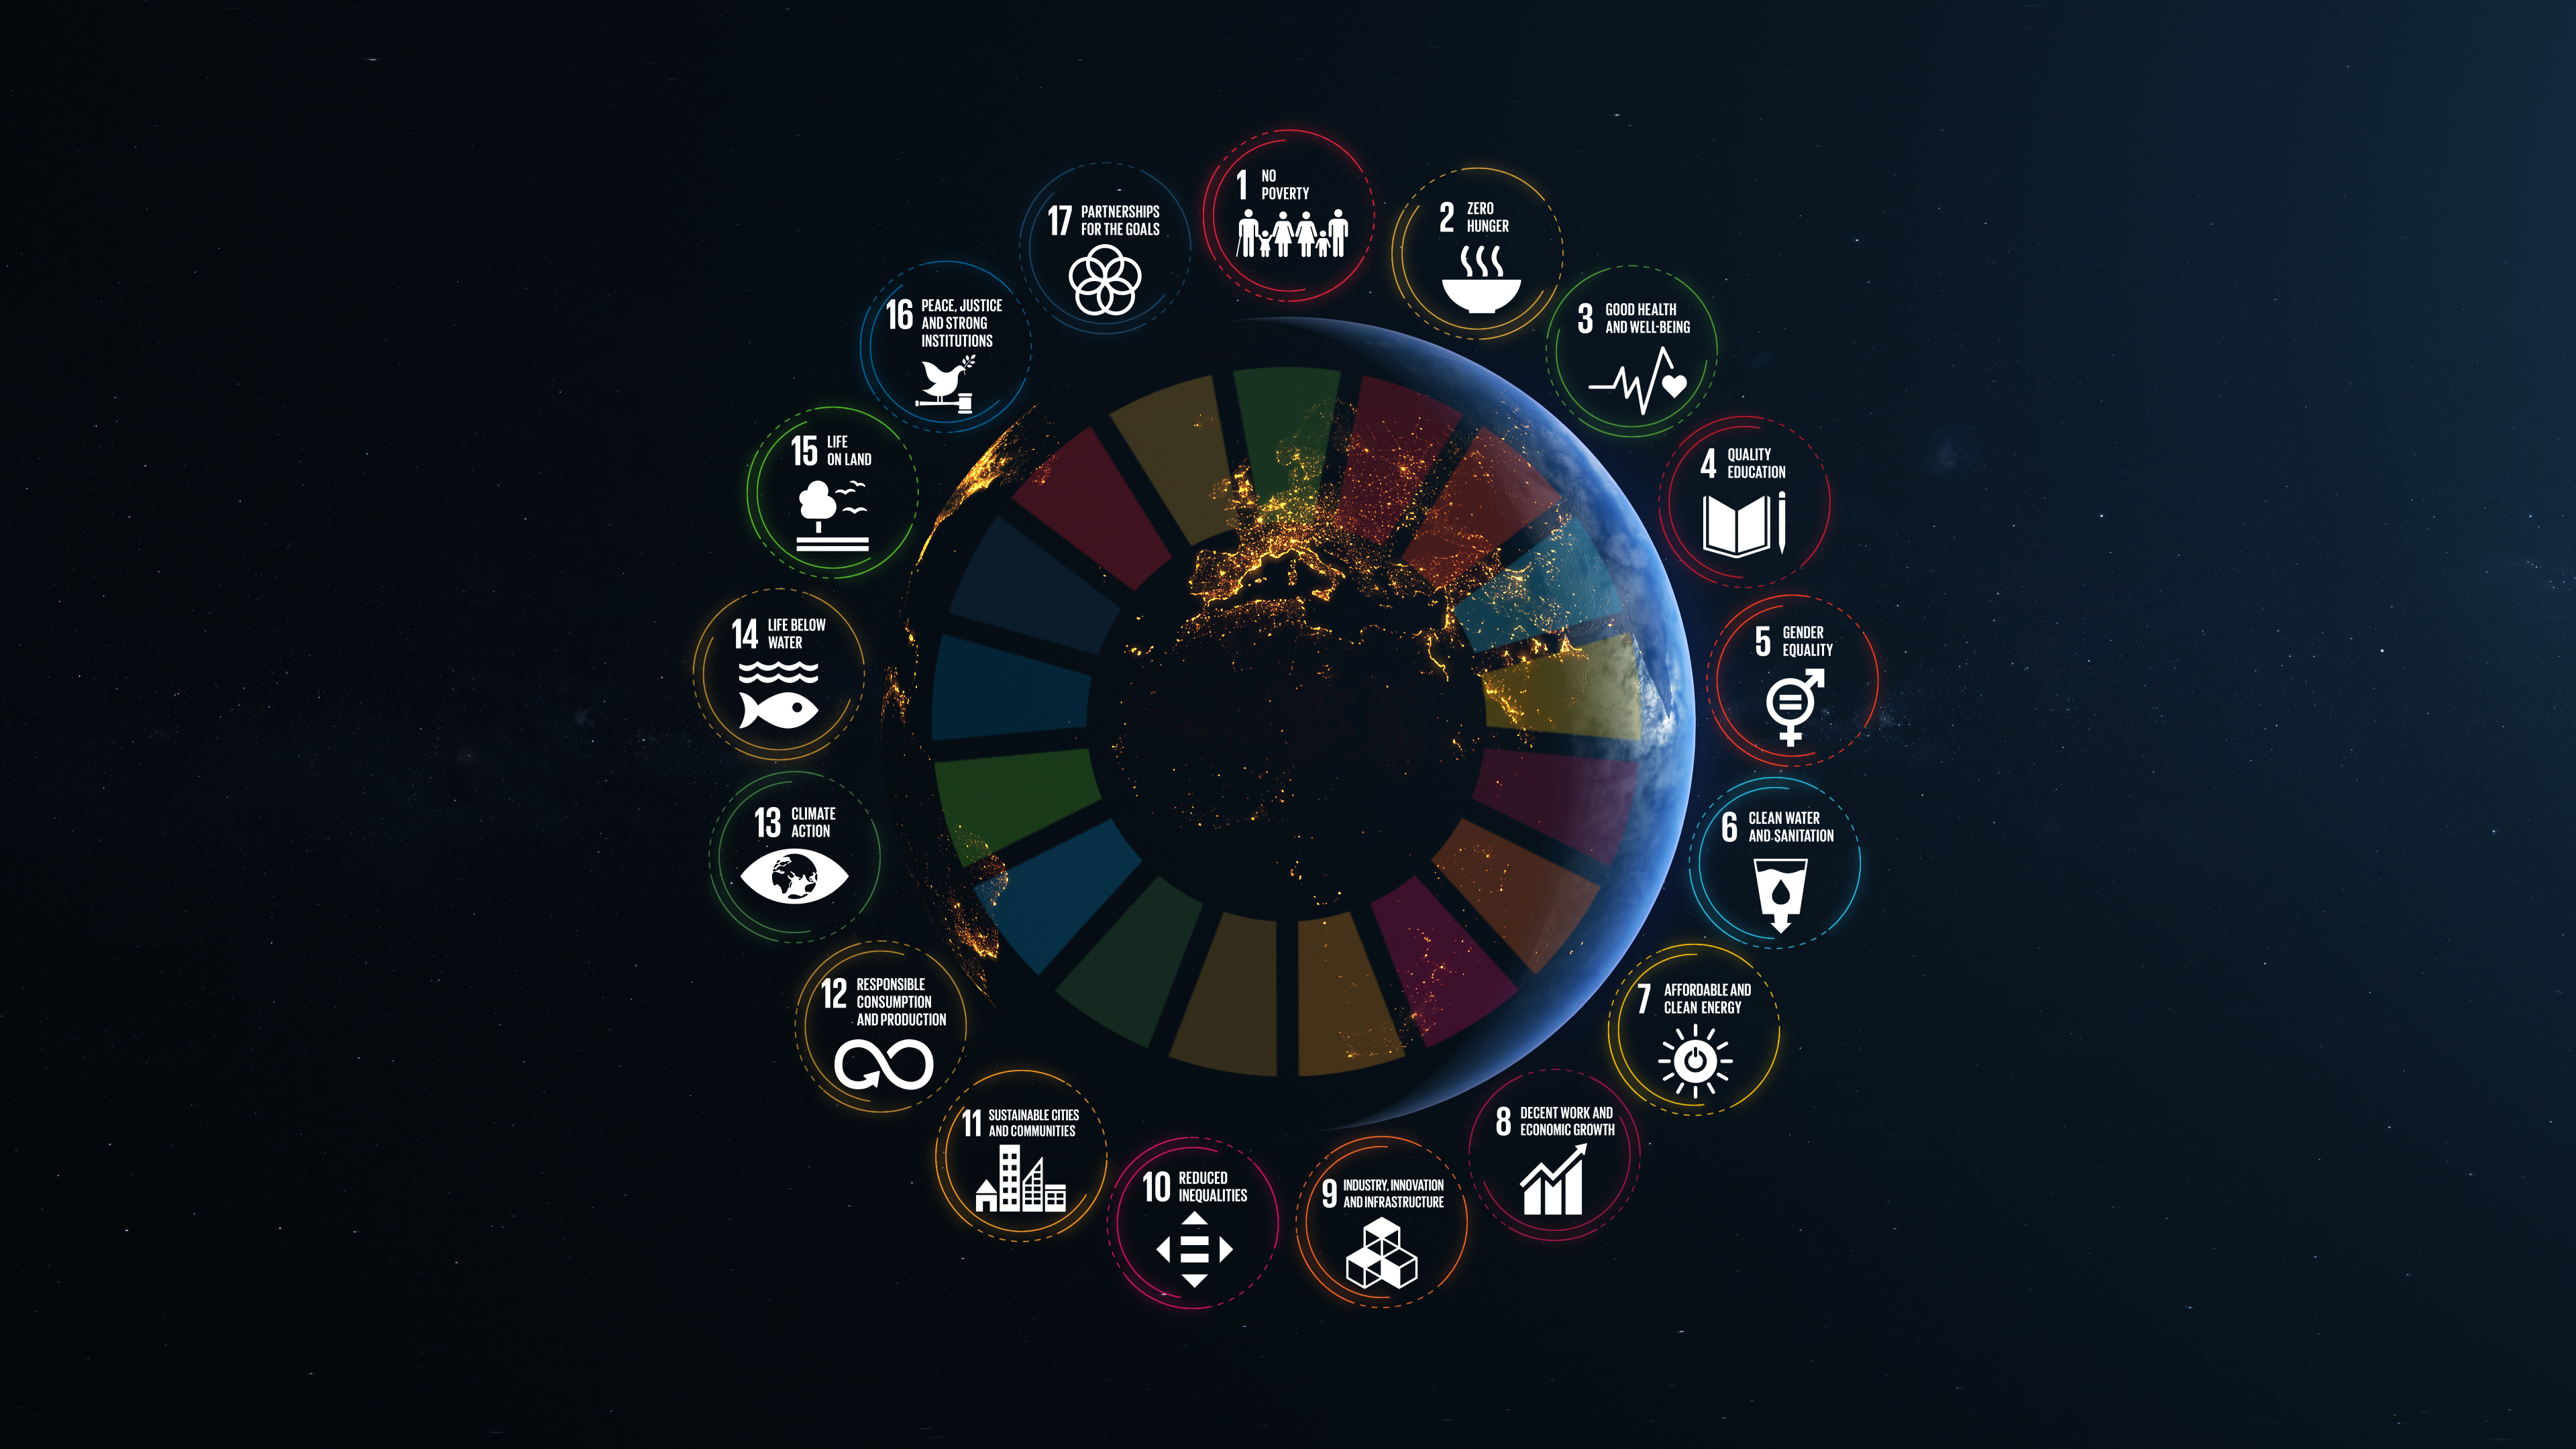 1 NO
POVERTY
2 ZERO
HUNGER
3 GOOD HEALTH
AND WELL-BEING
4 QUALITY
EDUCATION
5 GENDER
EQUALITY
6 CLEAN WATER
AND SANITATION
7 AFFORDABLE AND
CLEAN ENERGY
8 DECENT WORK AND
ECONOMIC GROWTH
9 INDUSTRY, INNOVATION
AND INFRASTRUCTURE
10 REDUCED
INEQUALITIES
11 SUSTAINABLE CITIES
AND COMMUNITIES
12 RESPONSIBLE
CONSUMPTION
AND PRODUCTION
13 CLIMATE
ACTION
14 LIFE BELOW
WATER
15 LIFE
ON LAND
16 PEACE, JUSTICE
AND STRONG
INSTITUTIONS
17 PARTNERSHIPS
FOR THE GOALS